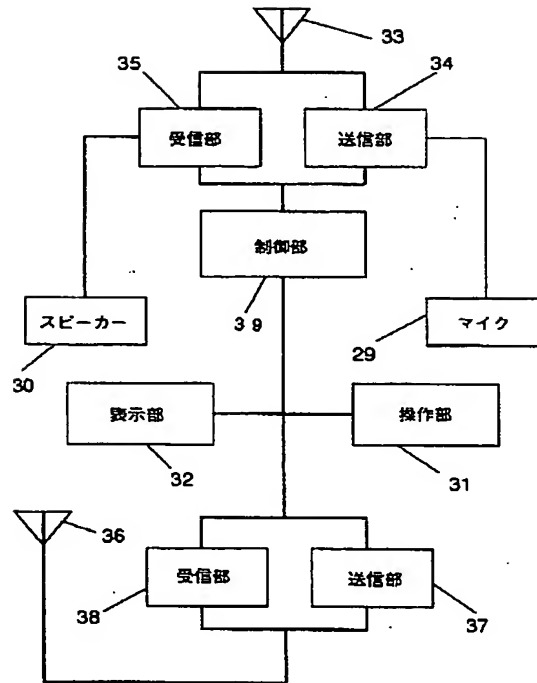 33
35
34
受信部
送信部
制御部
39
スピーカー
30
マイク
29
表示部
32
操作部
31
36
受信部
38
送信部
37